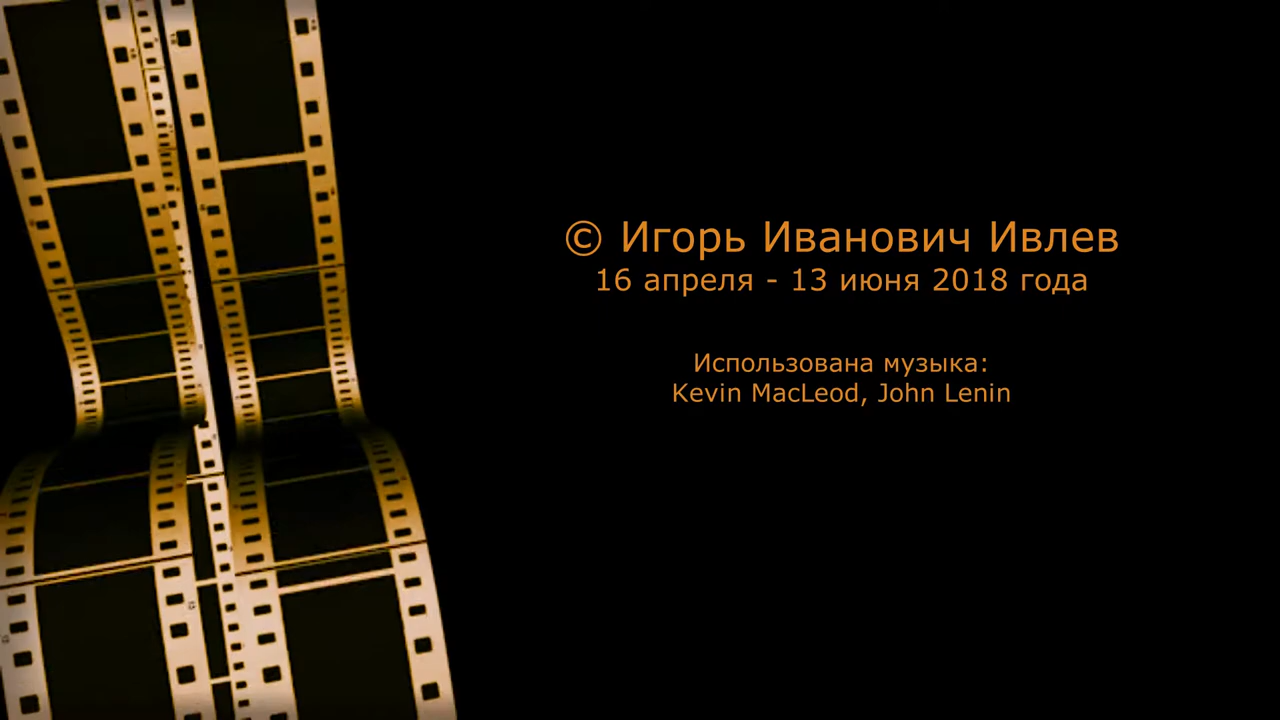 © Игорь Иванович Ивлев
16 апреля - 13 июня 2018 года
Использована музыка:
Kevin MacLeod, John Lenin